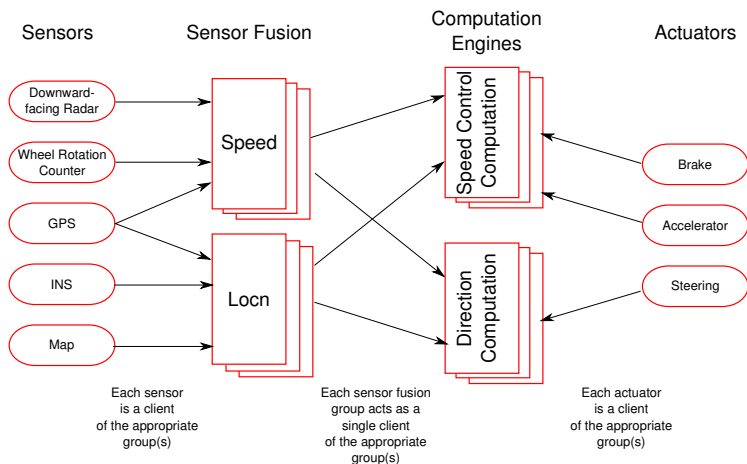 Sensors
Sensor Fusion
Computation
Engines
Actuators
Downward-
facing Radar
Wheel Rotation
Counter
GPS
INS
Map
Speed
Locn
Speed Control
Computation
Direction
Computation
Brake
Accelerator
Steering
Each sensor
is a client
of the appropriate
group(s)
Each sensor fusion
group acts as a
single client
of the appropriate
group(s)
Each actuator
is a client
of the appropriate
group(s)